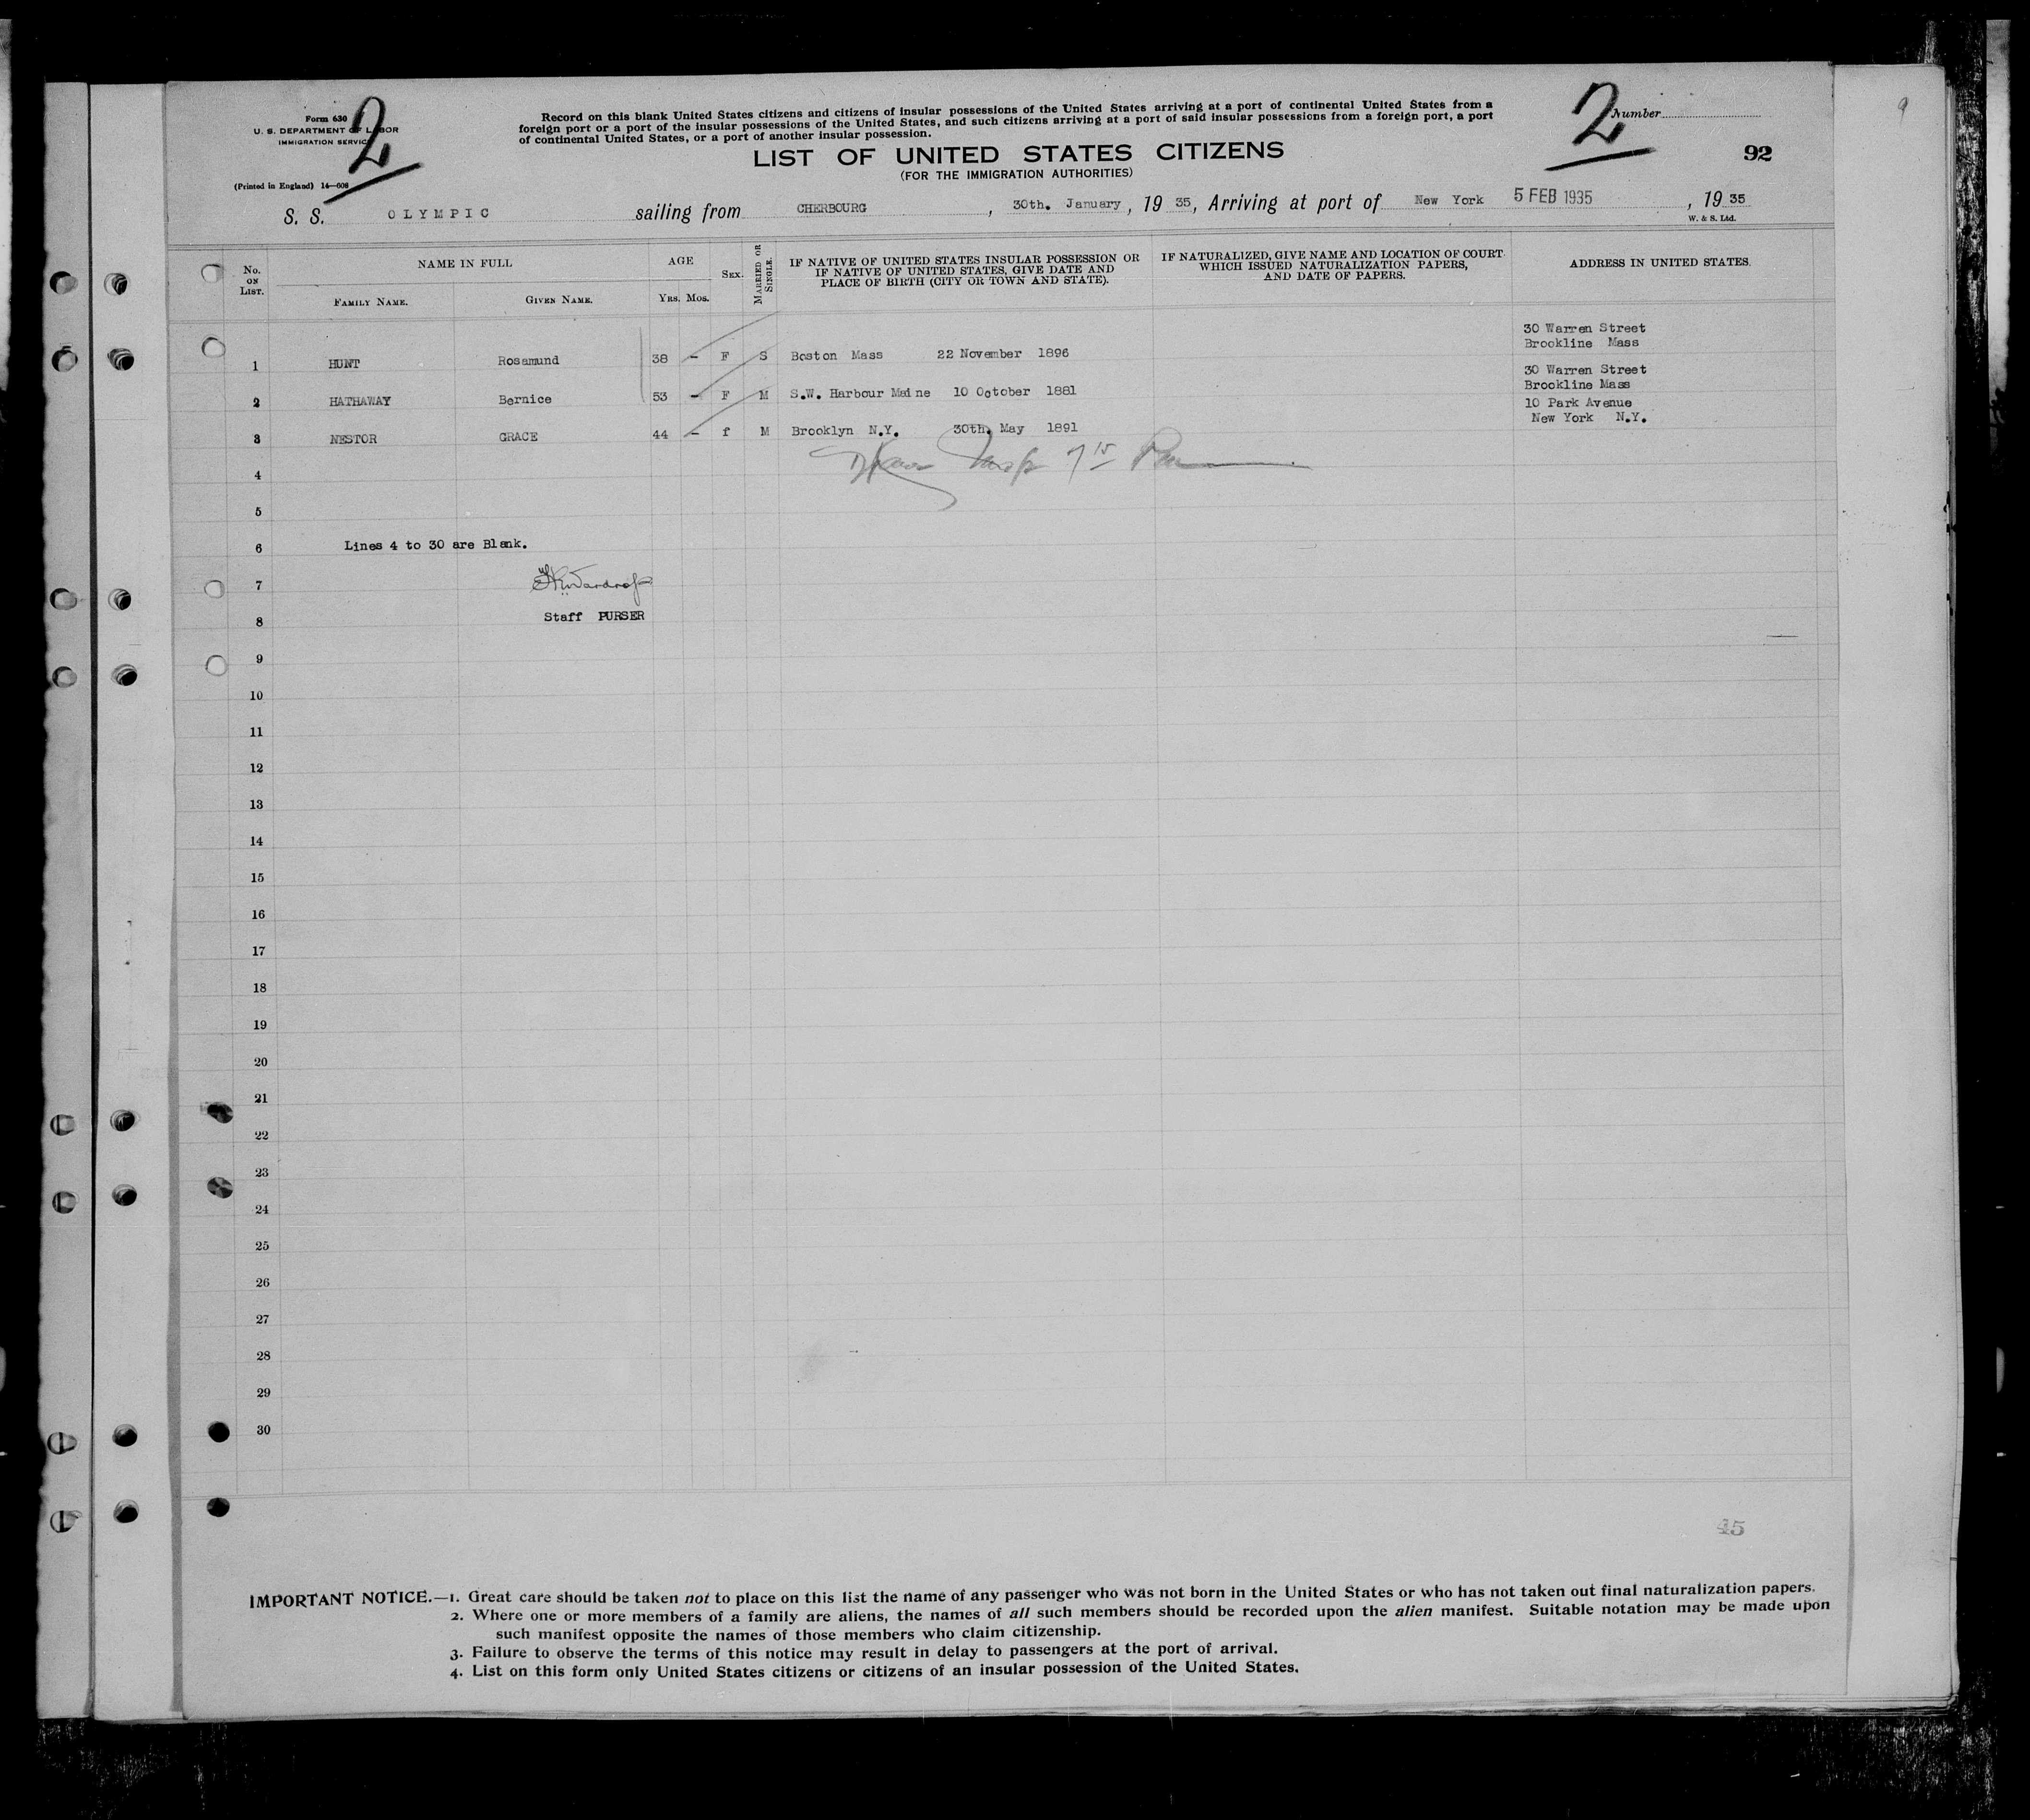 Form 630
U. S. DEPARTMENT OF LABOR
IMMIGRATION SERVICE
2
(Printed in England) 14—608
Record on this blank United States citizens and citizens of insular possessions of the United States arriving at a port of continental United States from a
foreign port or a port of the insular possessions of the United States, and such citizens arriving at a port of said insular possessions from a foreign port, a port
of continental United States, or a port of another insular possession.
2
Number
9
92
LIST OF UNITED STATES CITIZENS
(FOR THE IMMIGRATION AUTHORITIES)
S. S. OLYMPIC sailing from CHERBOURG, 30th. January, 19 35, Arriving at port of New York 5 FEB 1935, 19 35
W. & S. Ltd.
No. ON LIST. NAME IN FULL AGE SEX. MARRIED OR SINGLE. IF NATIVE OF UNITED STATES INSULAR POSSESSION OR IF NATIVE OF UNITED STATES, GIVE DATE AND PLACE OF BIRTH (CITY OR TOWN AND STATE). IF NATURALIZED, GIVE NAME AND LOCATION OF COURT WHICH ISSUED NATURALIZATION PAPERS, AND DATE OF PAPERS. ADDRESS IN UNITED STATES.
FAMILY NAME. GIVEN NAME. YRS. MOS.
1 HUNT Rosamund 38 - F S Boston Mass 22 November 1896 30 Warren Street Brookline Mass
2 HATHAWAY Bernice 53 - F M S.W. Harbour Maine 10 October 1881 30 Warren Street Brookline Mass
3 NESTOR GRACE 44 - f M Brooklyn N.Y. 30th. May 1891 10 Park Avenue New York N.Y.
4
5
6 Lines 4 to 30 are Blank.
7
8 Staff PURSER
9
10
11
12
13
14
15
16
17
18
19
20
21
22
23
24
25
26
27
28
29
30
45
IMPORTANT NOTICE.—1. Great care should be taken not to place on this list the name of any passenger who was not born in the United States or who has not taken out final naturalization papers.
2. Where one or more members of a family are aliens, the names of all such members should be recorded upon the alien manifest. Suitable notation may be made upon
such manifest opposite the names of those members who claim citizenship.
3. Failure to observe the terms of this notice may result in delay to passengers at the port of arrival.
4. List on this form only United States citizens or citizens of an insular possession of the United States.